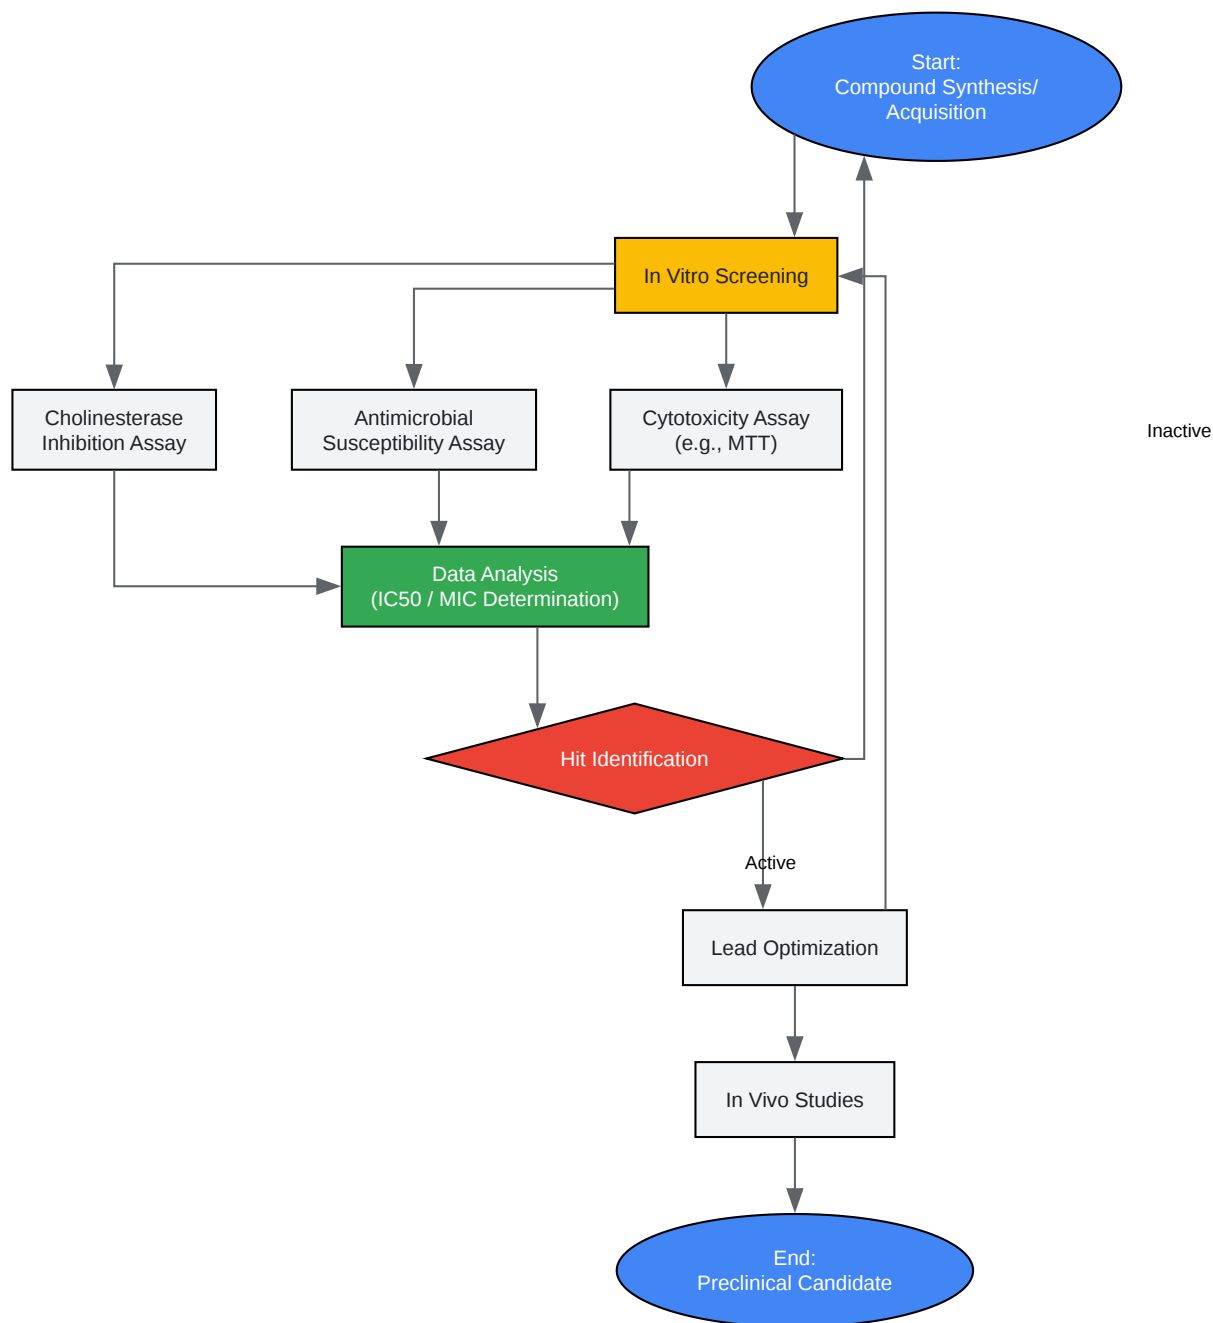 Start:
Compound Synthesis/
Acquisition
In Vitro Screening
Cholinesterase
Inhibition Assay
Antimicrobial
Susceptibility Assay
Cytotoxicity Assay
(e.g., MTT)
Inactive
Data Analysis
(IC50 / MIC Determination)
Hit Identification
Active
Lead Optimization
In Vivo Studies
End:
Preclinical Candidate